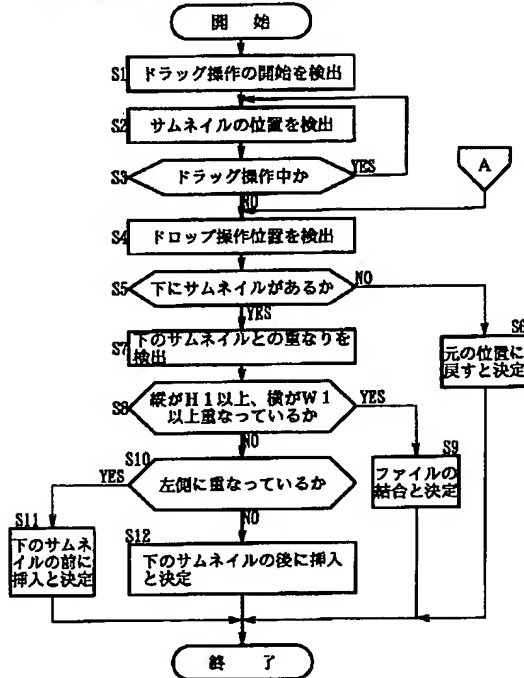 開 始
S1 ドラッグ操作の開始を検出
S2 サムネイルの位置を検出
S3 ドラッグ操作中か YES
NO
A
S4 ドロップ操作位置を検出
S5 下にサムネイルがあるか NO
YES
S6
元の位置に
戻すと決定
S7 下のサムネイルとの重なりを
検出
S8 縦がH1以上、横がW1
以上重なっているか YES
NO
S9
ファイルの
結合と決定
S10
YES 左側に重なっているか
NO
S11
下のサムネ
イルの前に
挿入と決定
S12
下のサムネイルの後に挿入
と決定
終 了